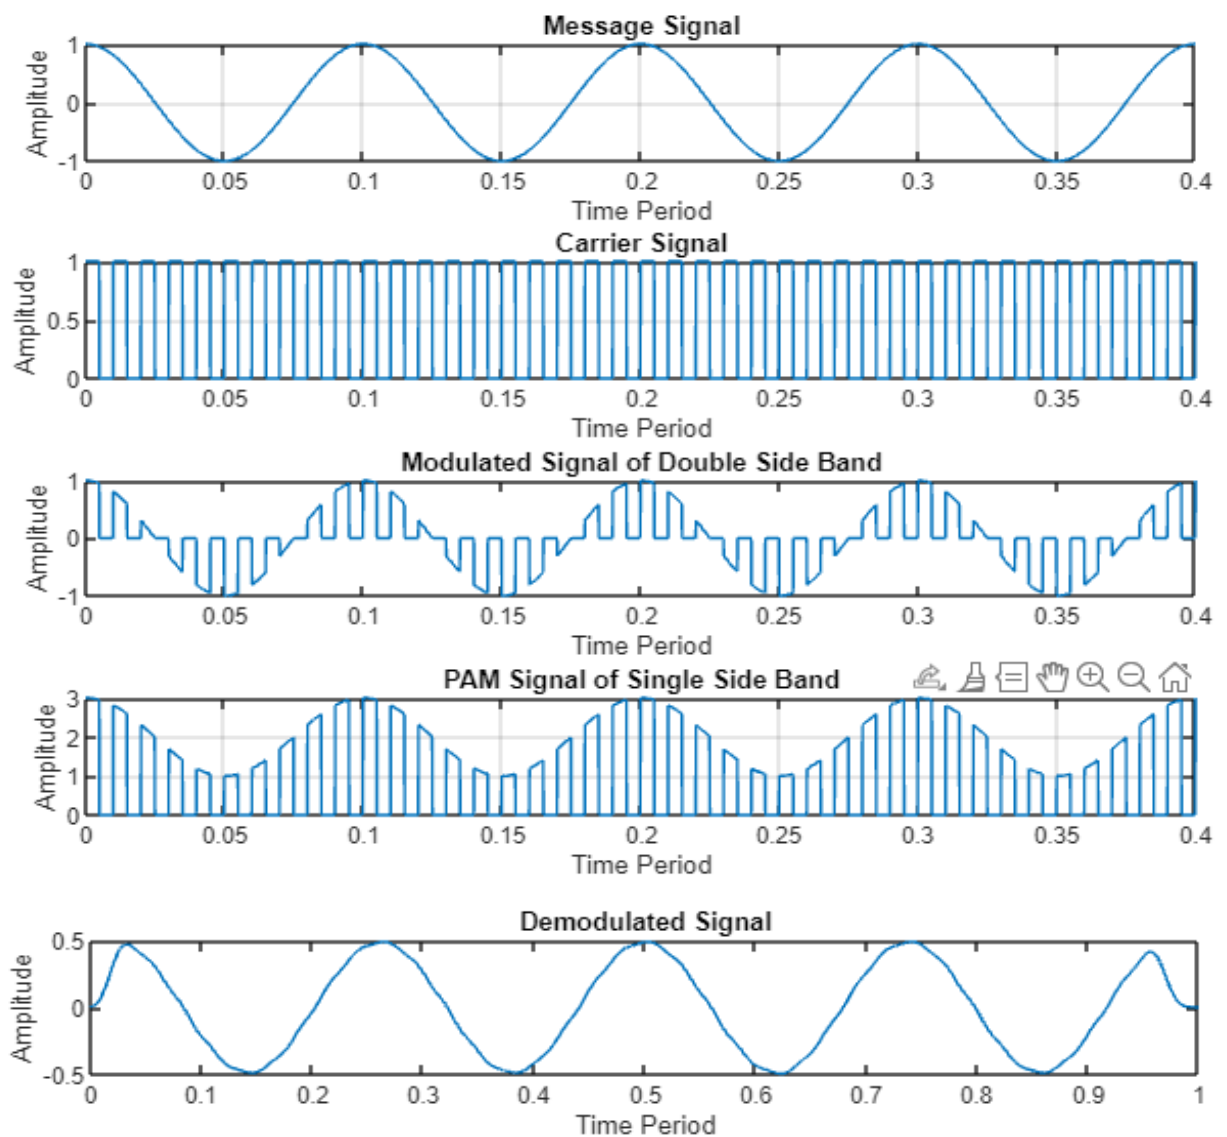 Message Signal
Amplitude
1
0
-1
0 0.05 0.1 0.15 0.2 0.25 0.3 0.35 0.4
Time Period
Carrier Signal
Amplitude
1
0.5
0
0 0.05 0.1 0.15 0.2 0.25 0.3 0.35 0.4
Time Period
Modulated Signal of Double Side Band
Amplitude
1
0
-1
0 0.05 0.1 0.15 0.2 0.25 0.3 0.35 0.4
Time Period
PAM Signal of Single Side Band
Amplitude
3
2
1
0
0 0.05 0.1 0.15 0.2 0.25 0.3 0.35 0.4
Time Period
Demodulated Signal
Amplitude
0.5
0
-0.5
0 0.1 0.2 0.3 0.4 0.5 0.6 0.7 0.8 0.9 1
Time Period